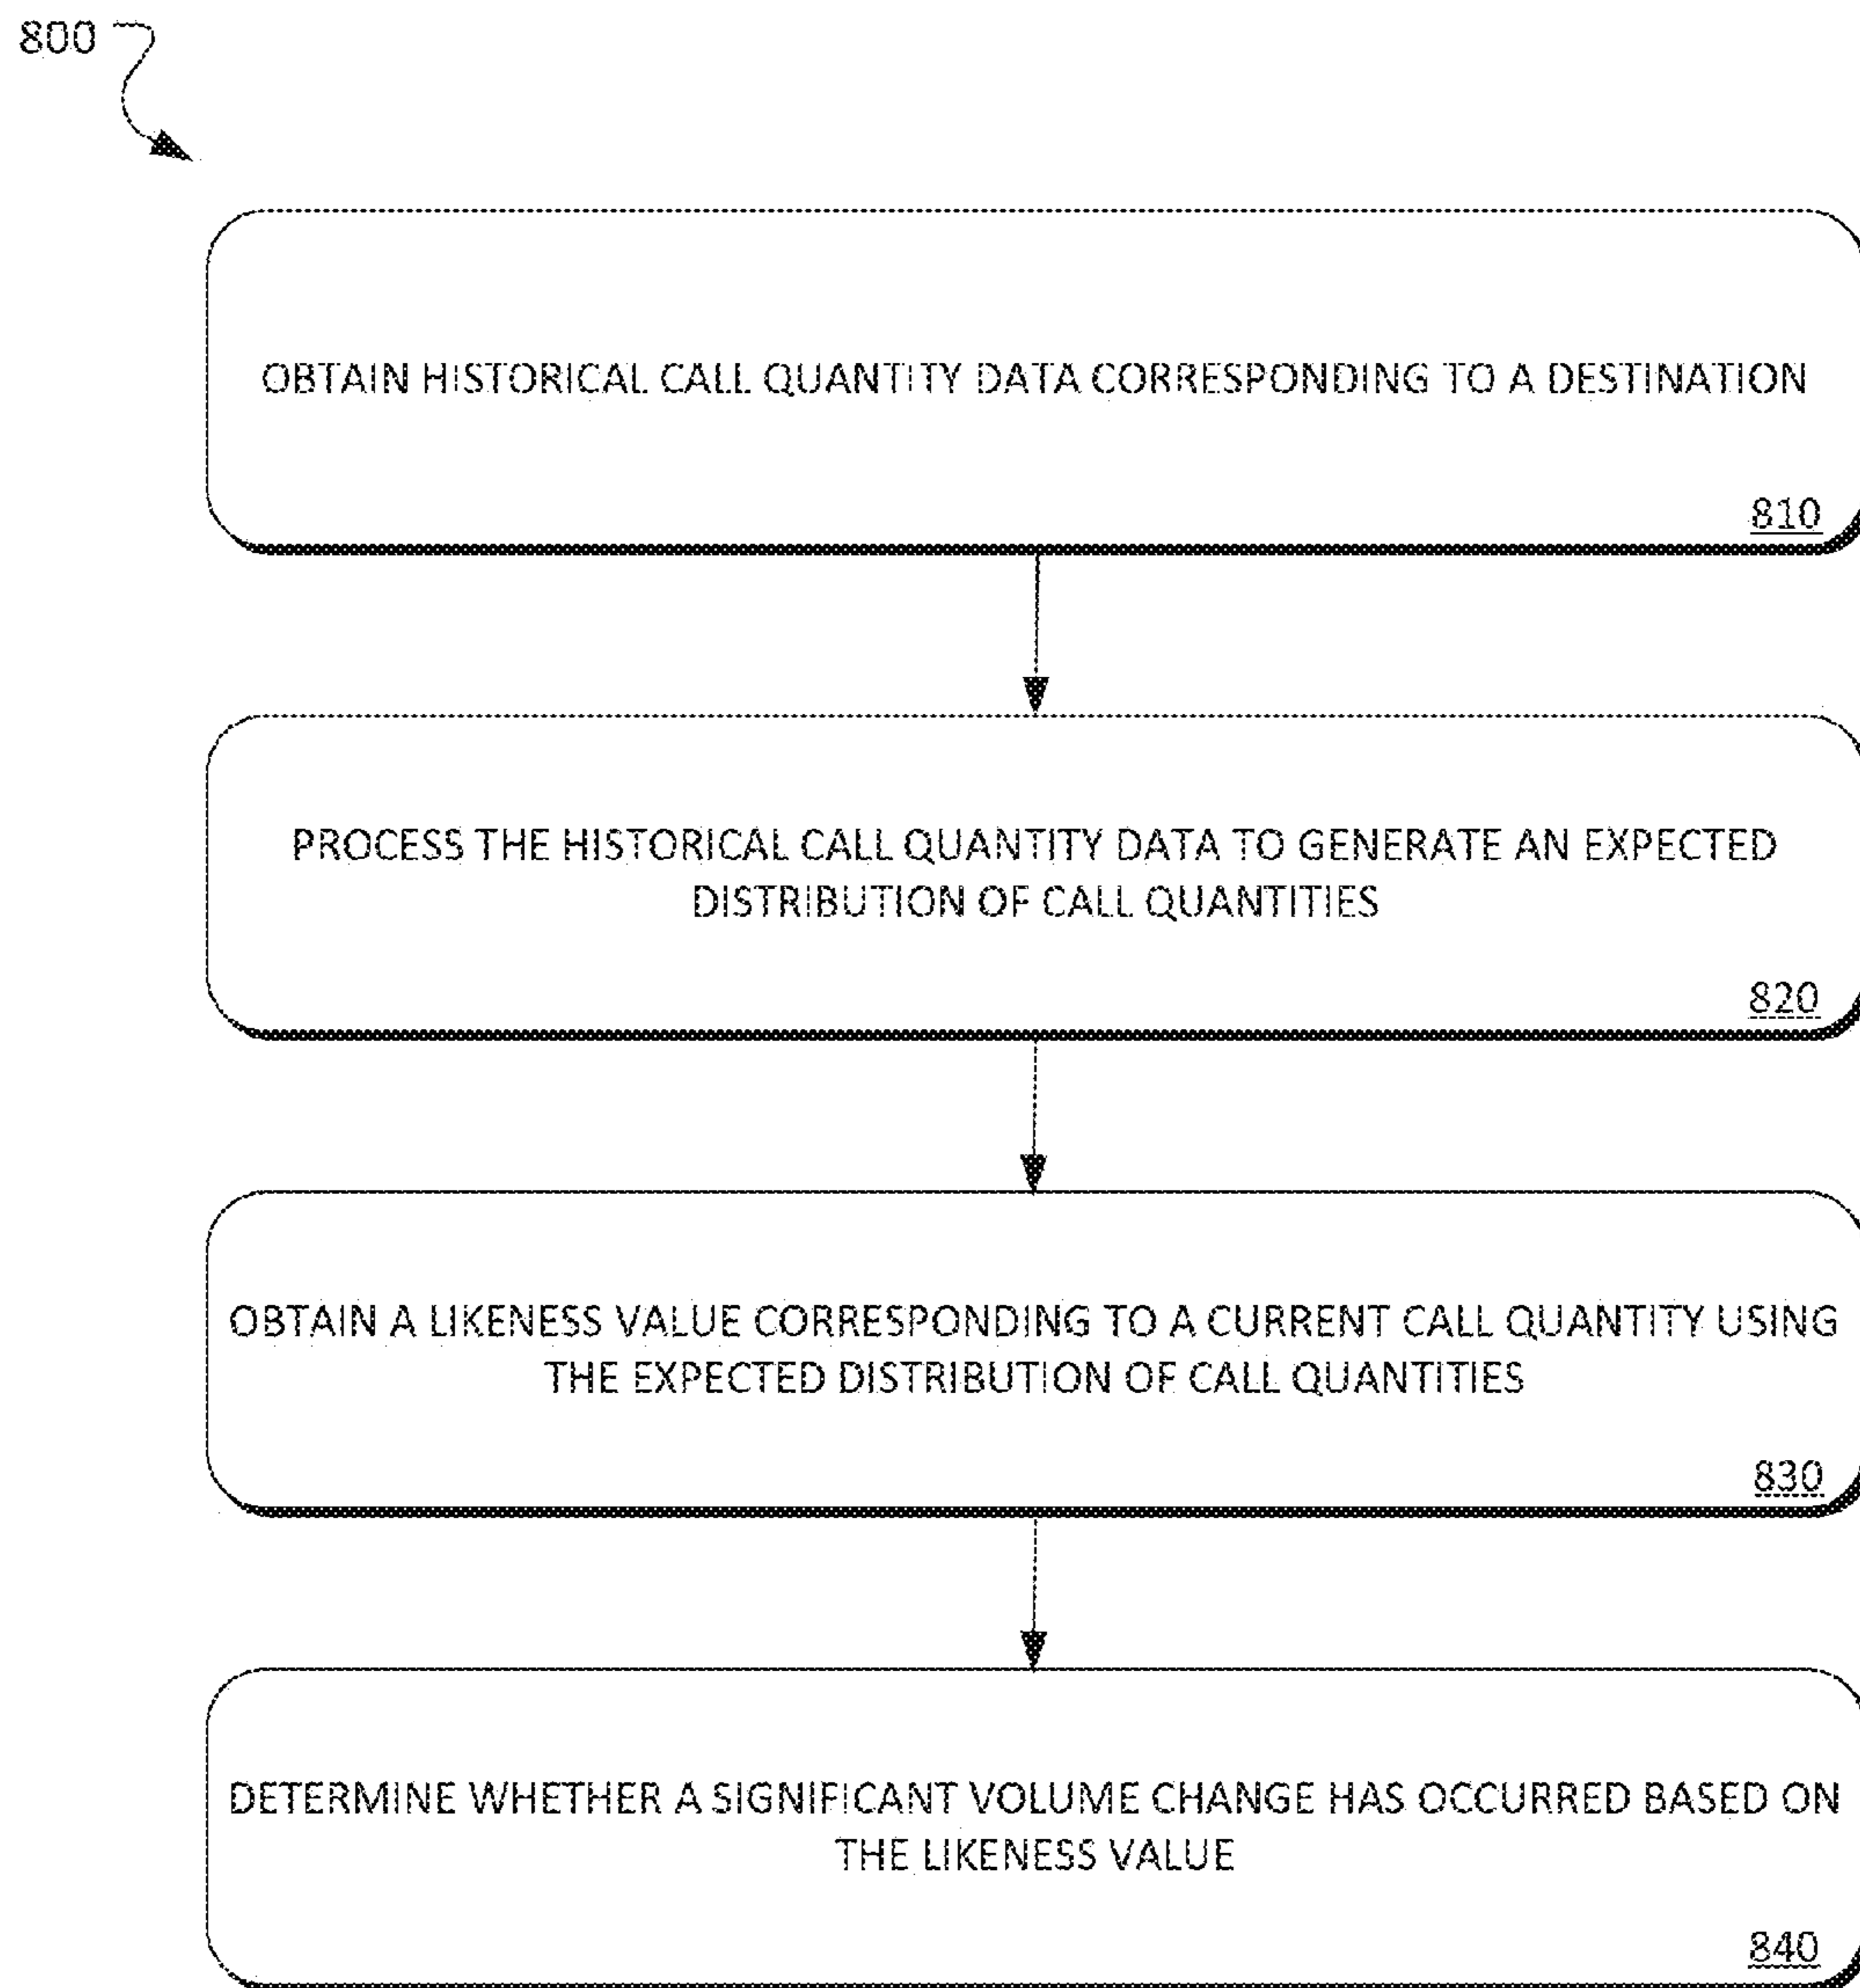 800
OBTAIN HISTORICAL CALL QUANTITY DATA CORRESPONDING TO A DESTINATION
810
PROCESS THE HISTORICAL CALL QUANTITY DATA TO GENERATE AN EXPECTED
DISTRIBUTION OF CALL QUANTITIES
820
OBTAIN A LIKENESS VALUE CORRESPONDING TO A CURRENT CALL QUANTITY USING
THE EXPECTED DISTRIBUTION OF CALL QUANTITIES
830
DETERMINE WHETHER A SIGNIFICANT VOLUME CHANGE HAS OCCURRED BASED ON
THE LIKENESS VALUE
840